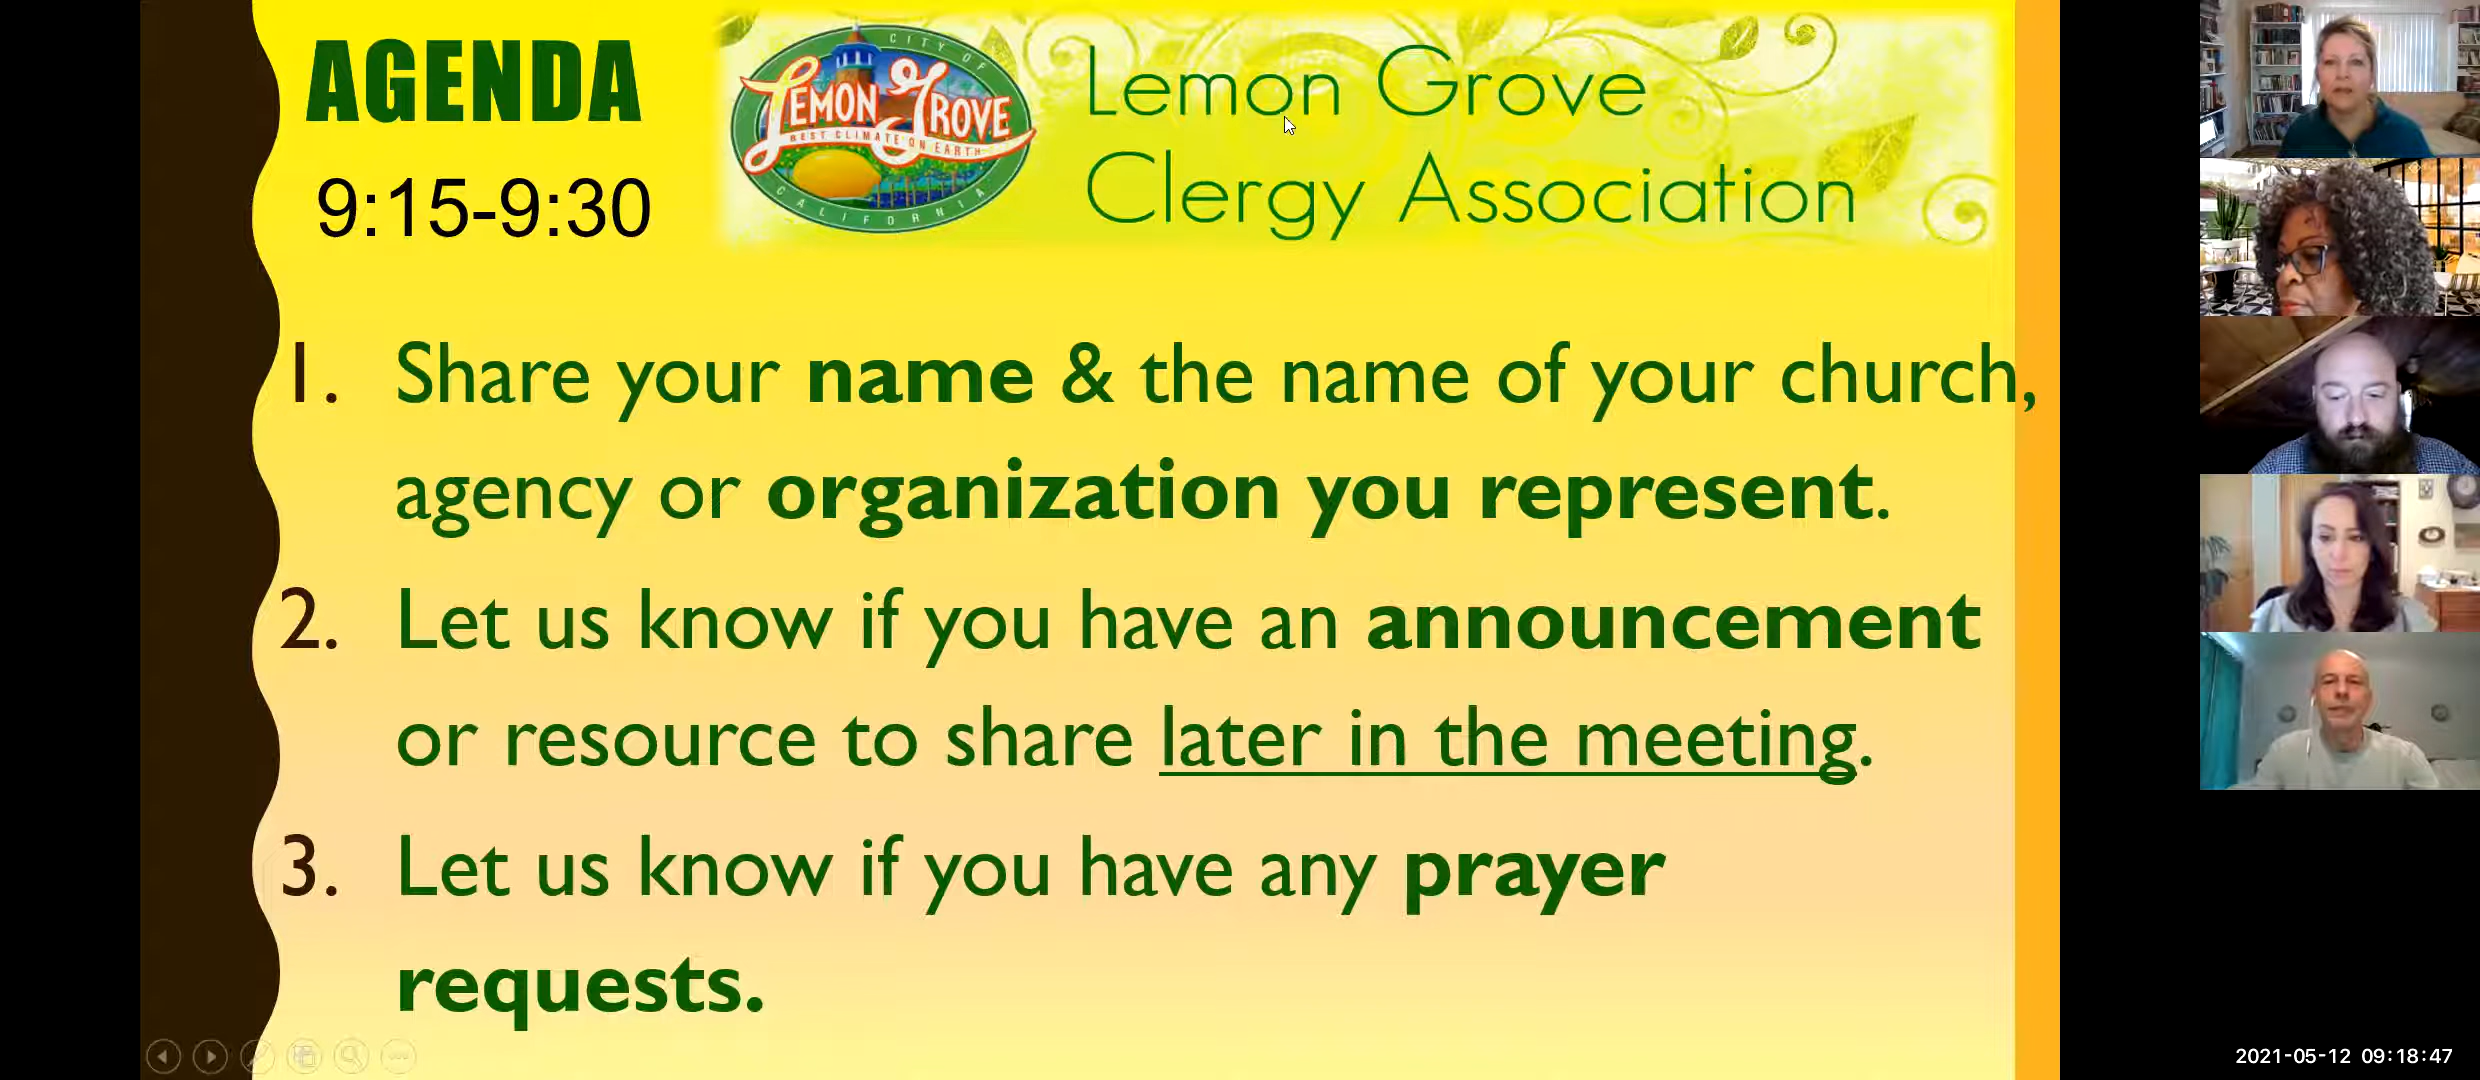 AGENDA
9:15-9:30
CITY OF
LEMON GROVE
BEST CLIMATE ON EARTH
CALIFORNIA
Lemon Grove
Clergy Association
1. Share your name & the name of your church,
agency or organization you represent.
2. Let us know if you have an announcement
or resource to share later in the meeting.
3. Let us know if you have any prayer
requests.
2021-05-12 09:18:47